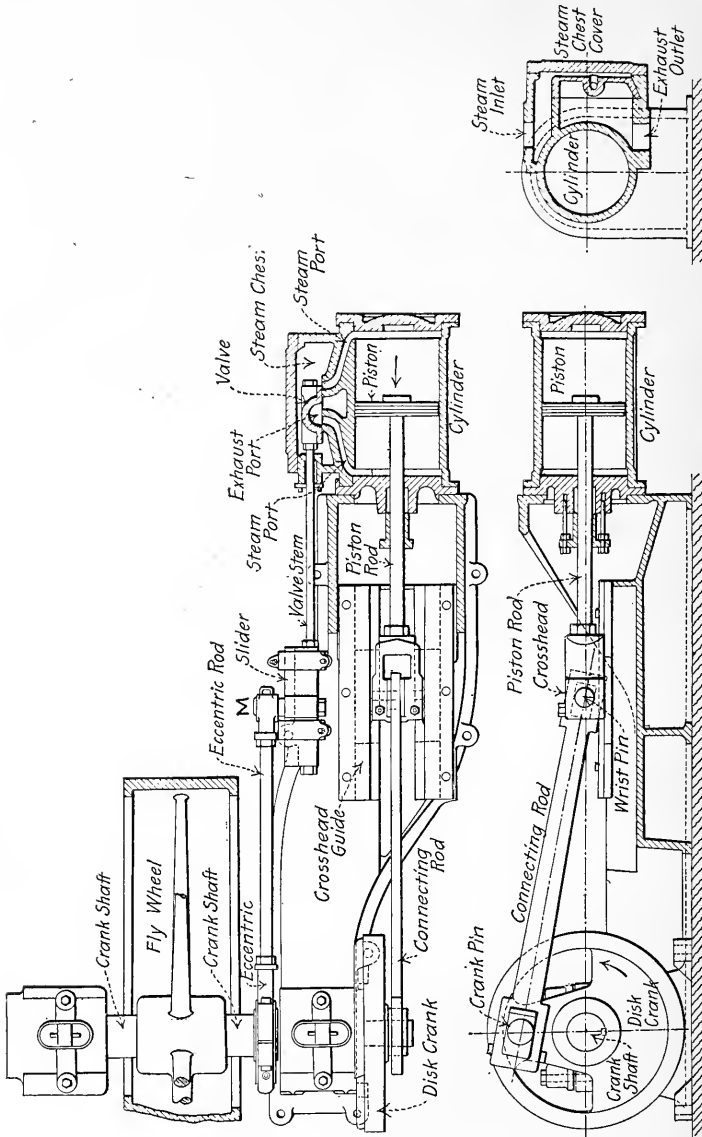 Crank Shaft
Fly Wheel
Crank Shaft
Eccentric
Eccentric Rod
M
Slider
Valve Stem
Steam
Port
Exhaust
Port
Valve
Steam Ches
Steam
Port
Piston
Cylinder
Piston
Rod
Crosshead
Guide
Connecting
Rod
Disk Crank
Steam
Inlet
Steam
Chest
Cover
Cylinder
Exhaust
Outlet
Piston
Cylinder
Piston Rod
Crosshead
Wrist Pin
Connecting Rod
Crank Pin
Crank
Shaft
Disk
Crank